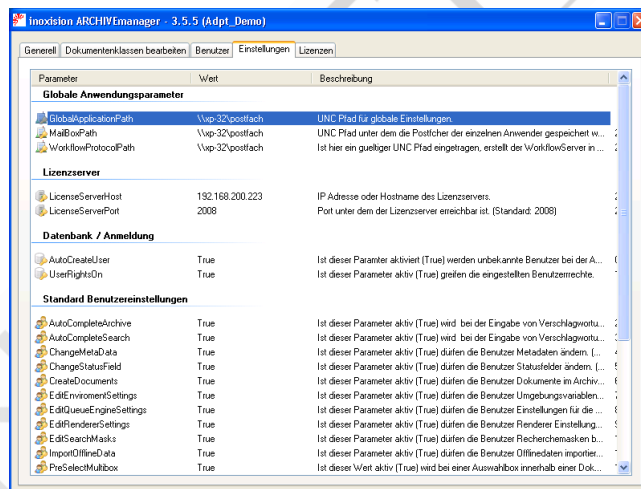 inoxision ARCHIVEmanager - 3.5.5 (Adpt_Demo)
Generell Dokumentenklassen bearbeiten Benutzer Einstellungen Lizenzen
Parameter Wert Beschreibung
Globale Anwendungsparameter
GlobalApplicationPath \\xp-32\postfach UNC Pfad für globale Einstellungen.
MailBoxPath \\xp-32\postfach UNC Pfad unter dem die Postfcher der einzelnen Anwender gespeichert w...
WorkflowProtocolPath \\xp-32\postfach Ist hier ein gueltiger UNC Pfad eingetragen, erstellt der WorkflowServer in ...
Lizenzserver
LicenseServerHost 192.168.200.223 IP Adresse oder Hostname des Lizenzservers.
LicenseServerPort 2008 Port unter dem der Lizenzserver erreichbar ist. (Standard: 2008)
Datenbank / Anmeldung
AutoCreateUser True Ist dieser Paramter aktiviert (True) werden unbekannte Benutzer bei der A...
UserRightsOn True Ist dieser Parameter aktiv (True) greifen die eingestellten Benutzerrrechte.
Standard Benutzereinstellungen
AutoCompleteArchive True Ist dieser Parameter aktiv (True) wird bei der Eingabe von Verschlagwortu...
AutoCompleteSearch True Ist dieser Parameter aktiv (True) wird bei der Eingabe von Verschlagwortu...
ChangeMetaData True Ist dieser Parameter aktiv (True) dürfen die Benutzer Metadaten ändern. (...
ChangeStatusField True Ist dieser Parameter aktiv (True) dürfen die Benutzer Statusfelder ändern. (...
CreateDocuments True Ist dieser Parameter aktiv (True) dürfen die Benutzer Dokumente im Archiv...
EditEnviromentSettings True Ist dieser Parameter aktiv (True) dürfen die Benutzer Umgebungsvariablen...
EditQueueEngineSettings True Ist dieser Parameter aktiv (True) dürfen die Benutzer Einstellungen für die ...
EditRendererSettings True Ist dieser Parameter aktiv (True) dürfen die Benutzer Renderer Einstellung...
EditSearchMasks True Ist dieser Parameter aktiv (True) dürfen die Benutzer Recherchemasken b...
ImportOfflineData True Ist dieser Parameter aktiv (True) dürfen die Benutzer Offlinedaten importier...
PreSelectMultibox True Ist dieser Wert aktiv (True) wird bei einer Auswahlbox innerhalb einer Dok...